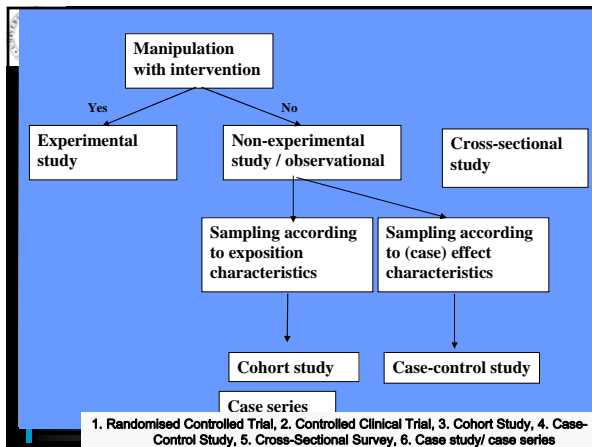 Manipulation
with intervention
Yes
No
Experimental
study
Non-experimental
study / observational
Cross-sectional
study
Sampling according
to exposition
characteristics
Sampling according
to (case) effect
characteristics
Cohort study
Case-control study
Case series
1. Randomised Controlled Trial, 2. Controlled Clinical Trial, 3. Cohort Study, 4. Case-
Control Study, 5. Cross-Sectional Survey, 6. Case study/ case series